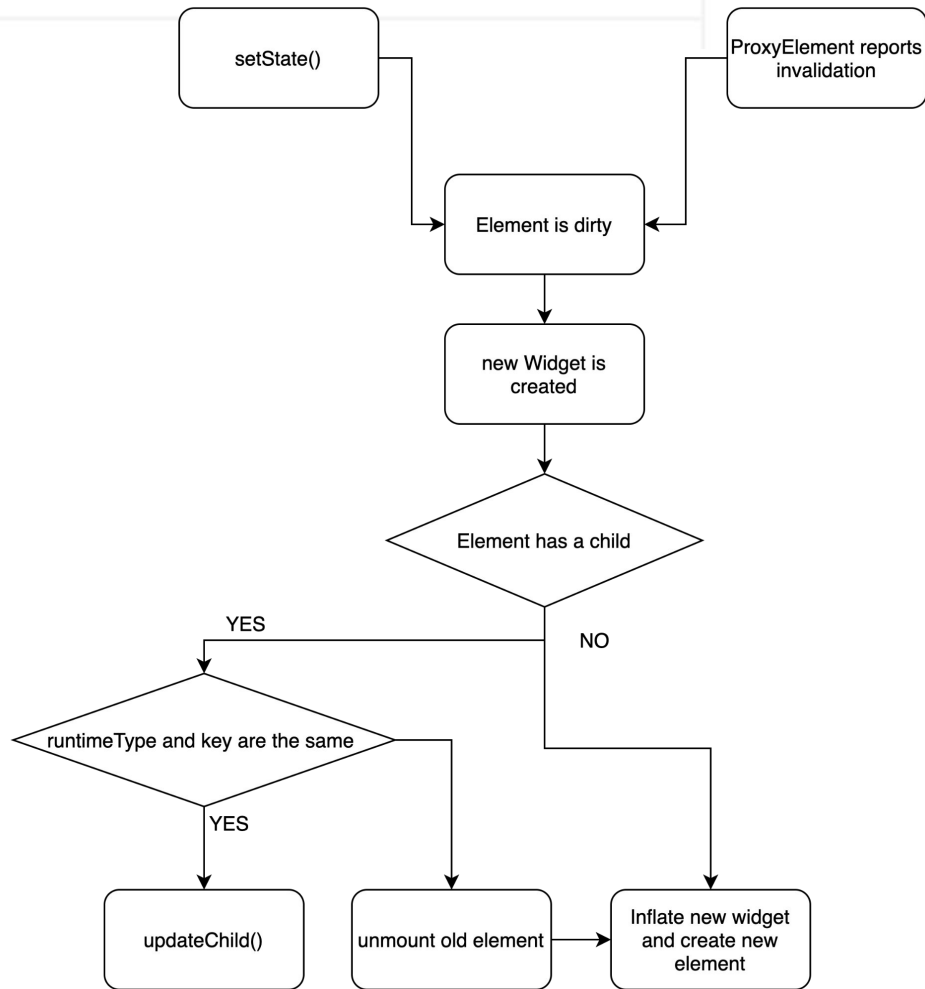 setState()
ProxyElement reports
invalidation
Element is dirty
new Widget is
created
Element has a child
YES
NO
runtimeType and key are the same
YES
updateChild()
unmount old element
Inflate new widget
and create new
element